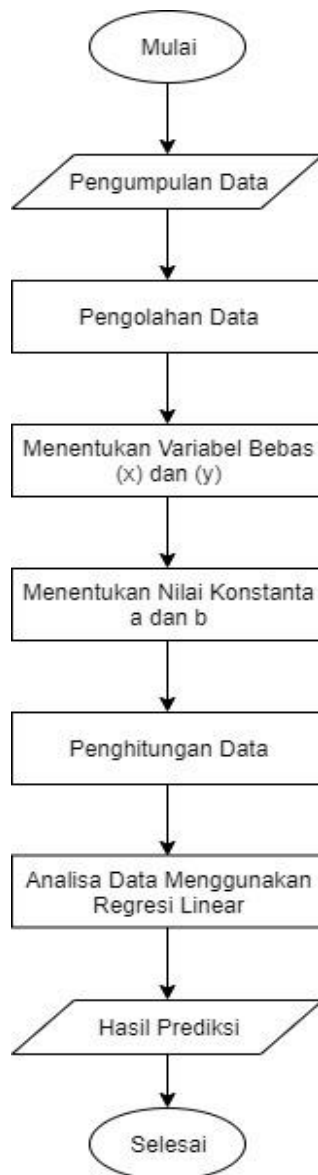 Mulai
Pengumpulan Data
Pengolahan Data
Menentukan Variabel Bebas
(x) dan (y)
Menentukan Nilai Konstanta
a dan b
Penghitungan Data
Analisa Data Menggunakan
Regresi Linear
Hasil Prediksi
Selesai